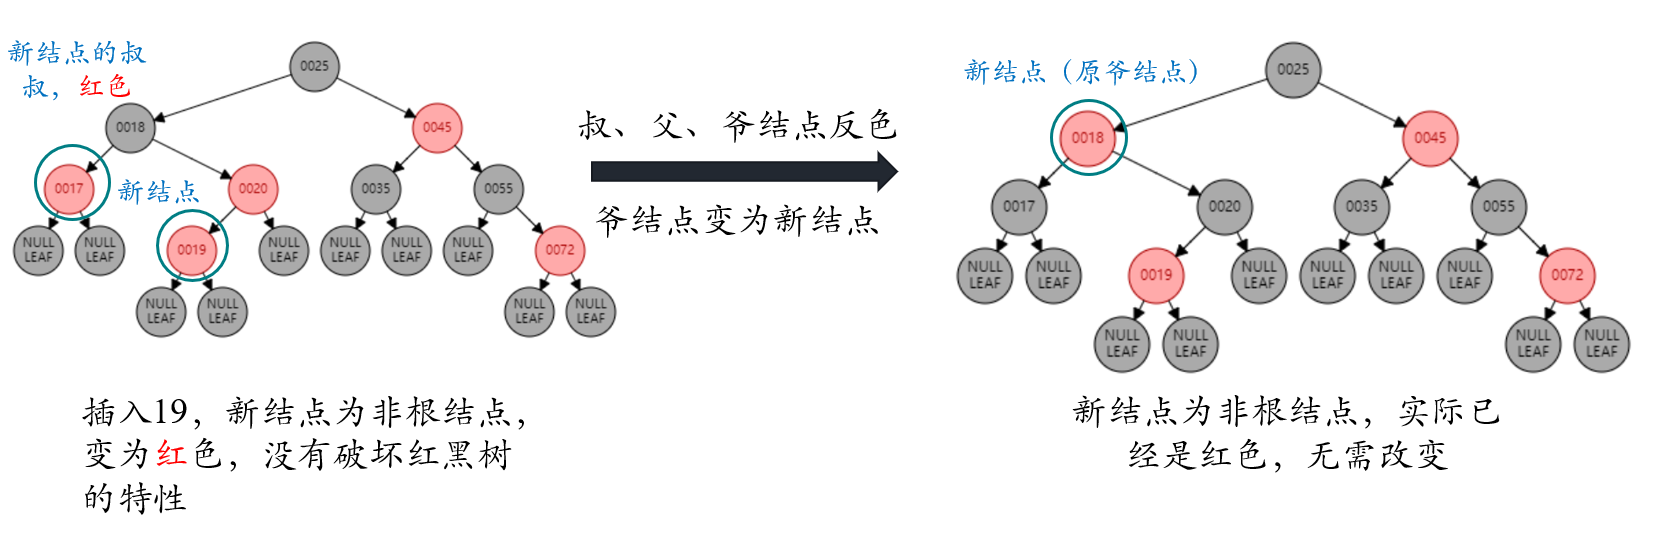 新结点的叔
叔，红色
0025
0018
0045
0017
新结点
0020
0035
0055
NULL
LEAF
NULL
LEAF
0019
NULL
LEAF
NULL
LEAF
NULL
LEAF
NULL
LEAF
0072
NULL
LEAF
NULL
LEAF
NULL
LEAF
NULL
LEAF
插入19，新结点为非根结点，
变为红色，没有破坏红黑树
的特性
叔、父、爷结点反色
爷结点变为新结点
新结点（原爷结点）
0025
0018
0045
0017
0020
0035
0055
NULL
LEAF
NULL
LEAF
0019
NULL
LEAF
NULL
LEAF
NULL
LEAF
NULL
LEAF
0072
NULL
LEAF
NULL
LEAF
NULL
LEAF
NULL
LEAF
新结点为非根结点，实际已
经是红色，无需改变